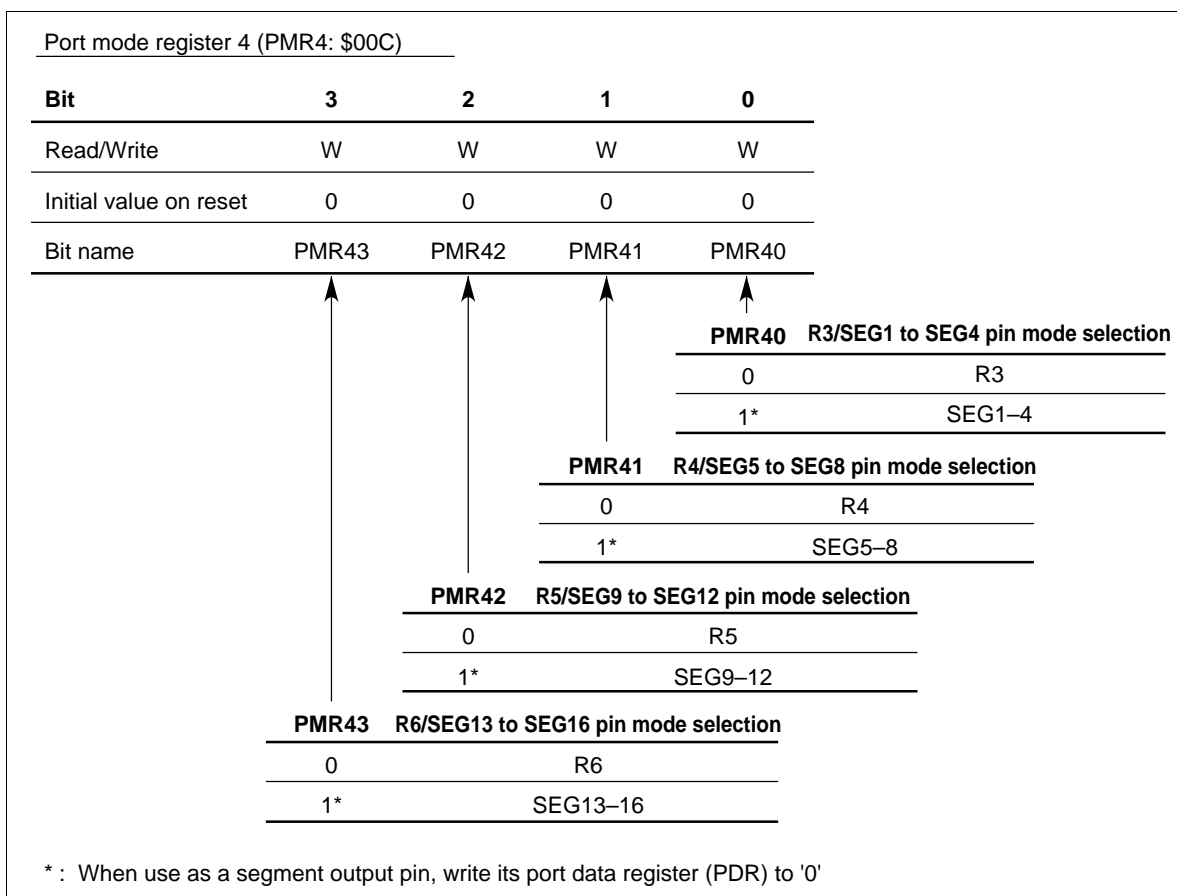 Port mode register 4 (PMR4: $00C)
Bit 3 2 1 0
Read/Write W W W W
Initial value on reset 0 0 0 0
Bit name PMR43 PMR42 PMR41 PMR40
PMR40 R3/SEG1 to SEG4 pin mode selection
0 R3
1* SEG1–4
PMR41 R4/SEG5 to SEG8 pin mode selection
0 R4
1* SEG5–8
PMR42 R5/SEG9 to SEG12 pin mode selection
0 R5
1* SEG9–12
PMR43 R6/SEG13 to SEG16 pin mode selection
0 R6
1* SEG13–16
* : When use as a segment output pin, write its port data register (PDR) to '0'